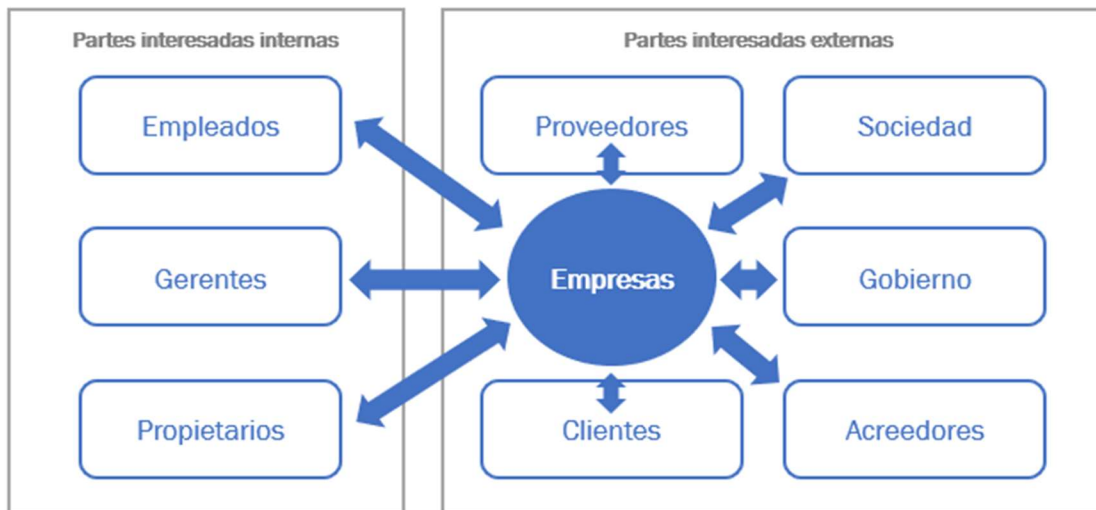 Partes interesadas internas
Partes interesadas externas
Empleados
Proveedores
Sociedad
Gerentes
Empresas
Gobierno
Propietarios
Clientes
Acreedores